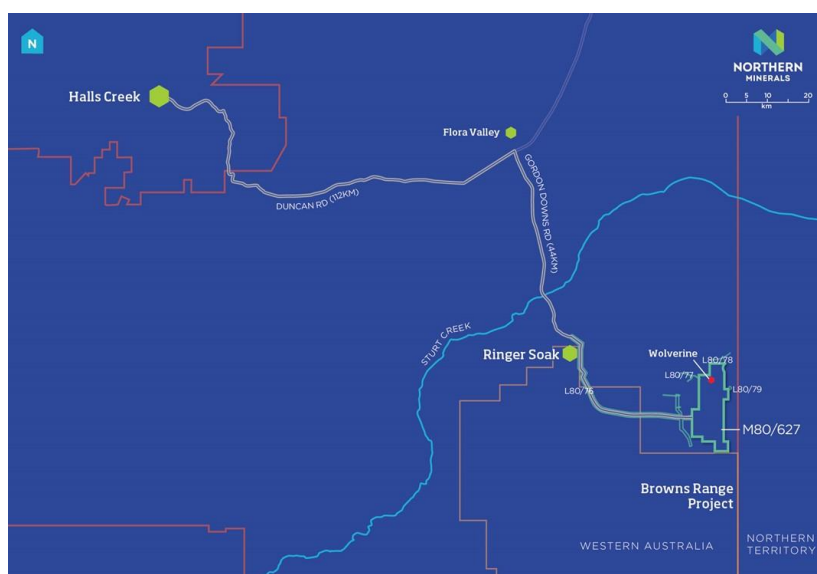 N
NORTHERN
MINERALS
0 5 10 20
km
Halls Creek
Flora Valley
DUNCAN RD (112KM)
GORDON DOWNS RD (44KM)
STURT CREEK
Ringer Soak
Wolverine
L80/78
L80/77
L80/79
L80/76
M80/627
Browns Range
Project
WESTERN AUSTRALIA
NORTHERN
TERRITORY